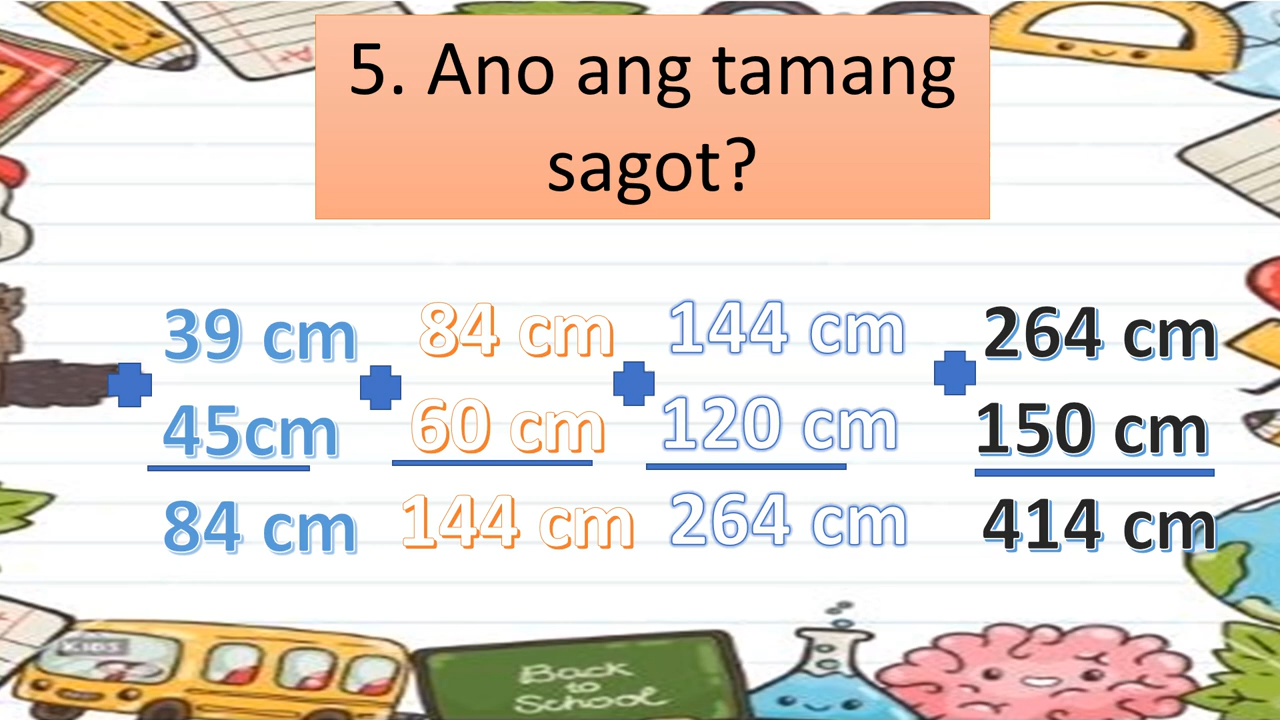 5. Ano ang tamang
sagot?
39 cm
45cm
84 cm
84 cm
60 cm
144 cm
144 cm
120 cm
264 cm
264 cm
150 cm
414 cm
A+
KIDS
Back
to
School